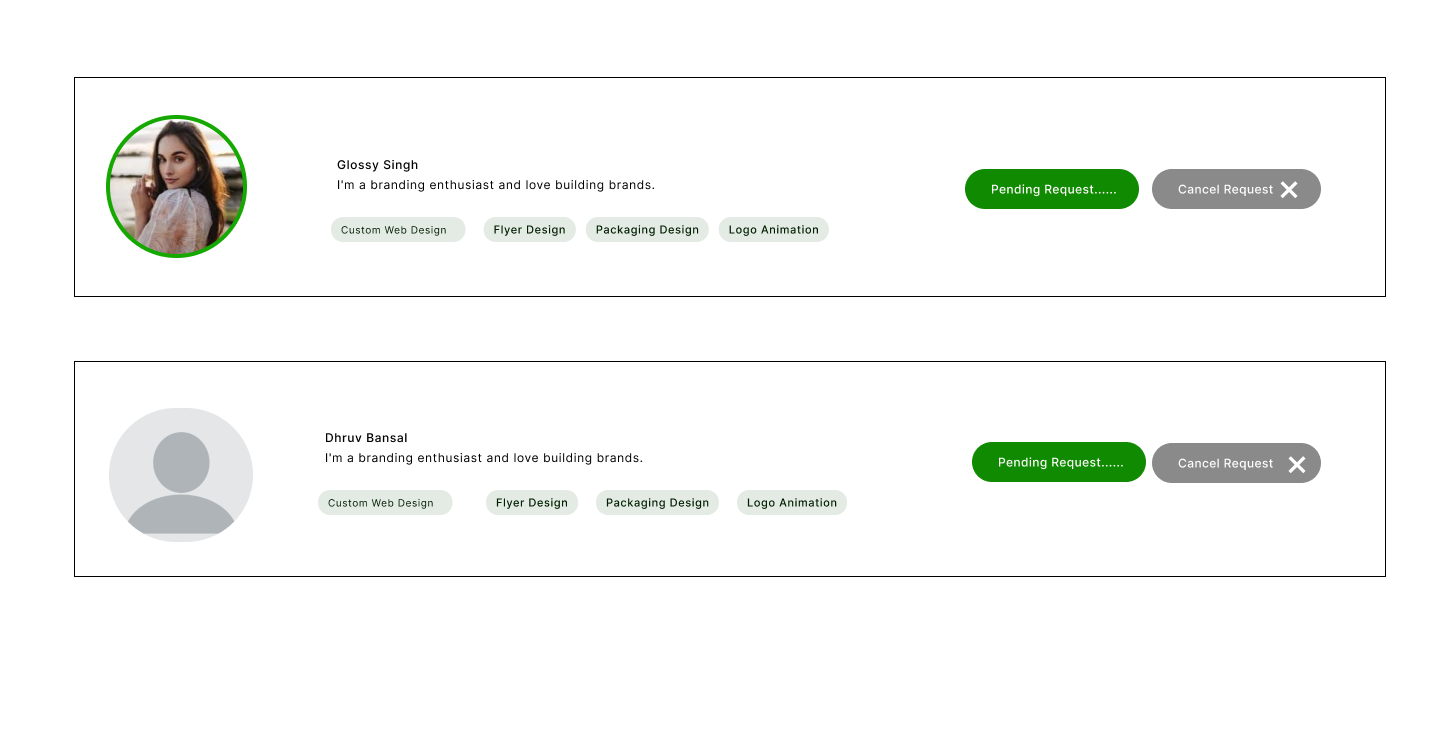 Glossy Singh
I'm a branding enthusiast and love building brands.
Custom Web Design Flyer Design Packaging Design Logo Animation
Pending Request...... Cancel Request
Dhruv Bansal
I'm a branding enthusiast and love building brands.
Custom Web Design Flyer Design Packaging Design Logo Animation
Pending Request...... Cancel Request